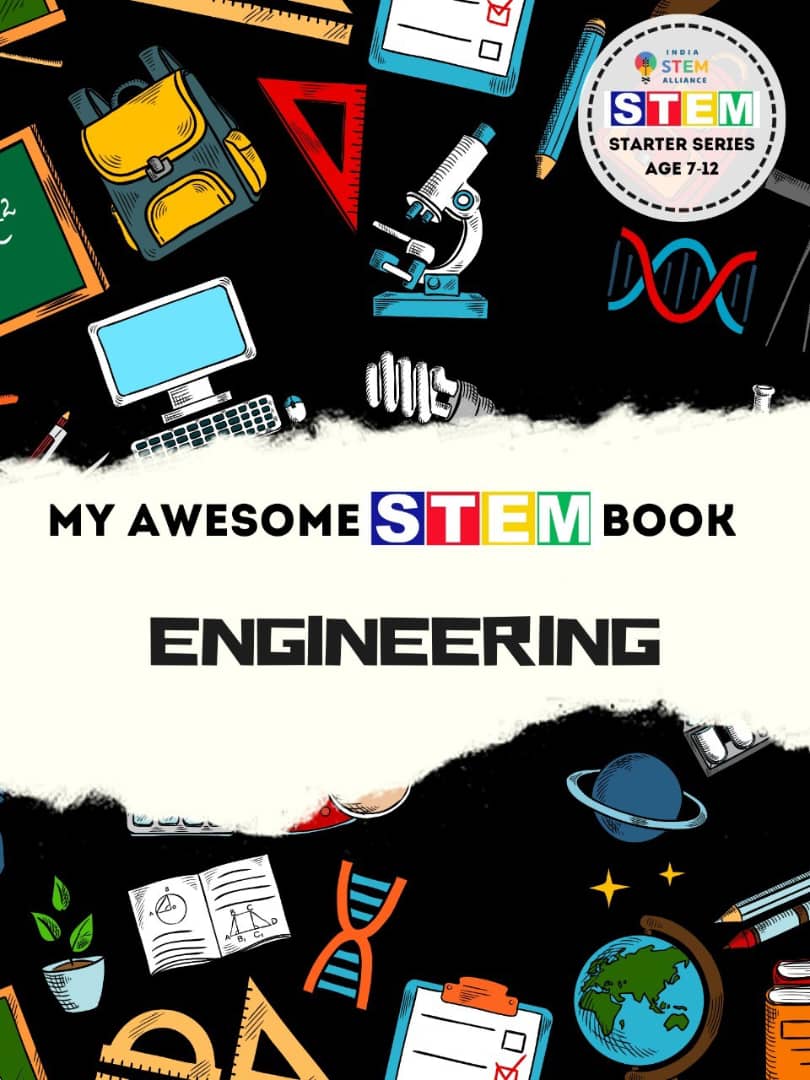 INDIA
STEM
ALLIANCE
STEM
STARTER SERIES
AGE 7-12
MY AWESOME STEM BOOK
ENGINEERING